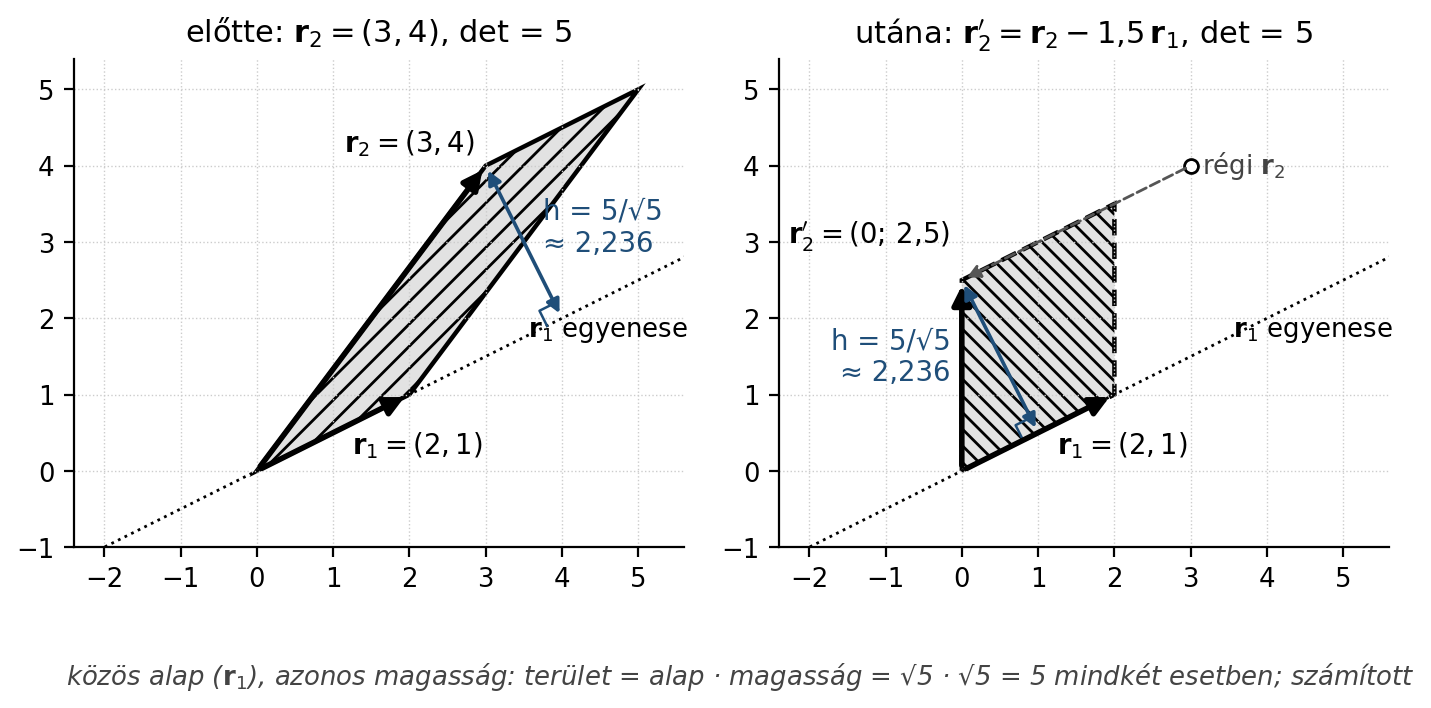 előtte: r₂ = (3, 4), det = 5
5
4
3
2
1
0
−1
−2
−1
0
1
2
3
4
5
r₂ = (3, 4)
h = 5/√5
≈ 2,236
r₁ egyenese
r₁ = (2, 1)
utána: r₂′ = r₂ − 1,5 r₁, det = 5
5
4
3
2
1
0
−1
−2
−1
0
1
2
3
4
5
régi r₂
r₂′ = (0; 2,5)
h = 5/√5
≈ 2,236
r₁ egyenese
r₁ = (2, 1)
közös alap (r₁), azonos magasság: terület = alap · magasság = √5 · √5 = 5 mindkét esetben; számított